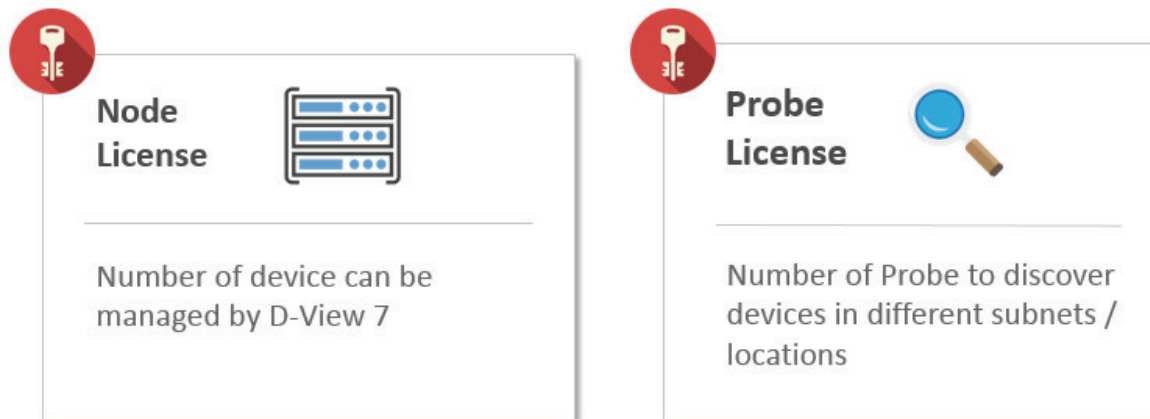 Node
License
Number of device can be
managed by D-View 7
Probe
License
Number of Probe to discover
devices in different subnets /
locations